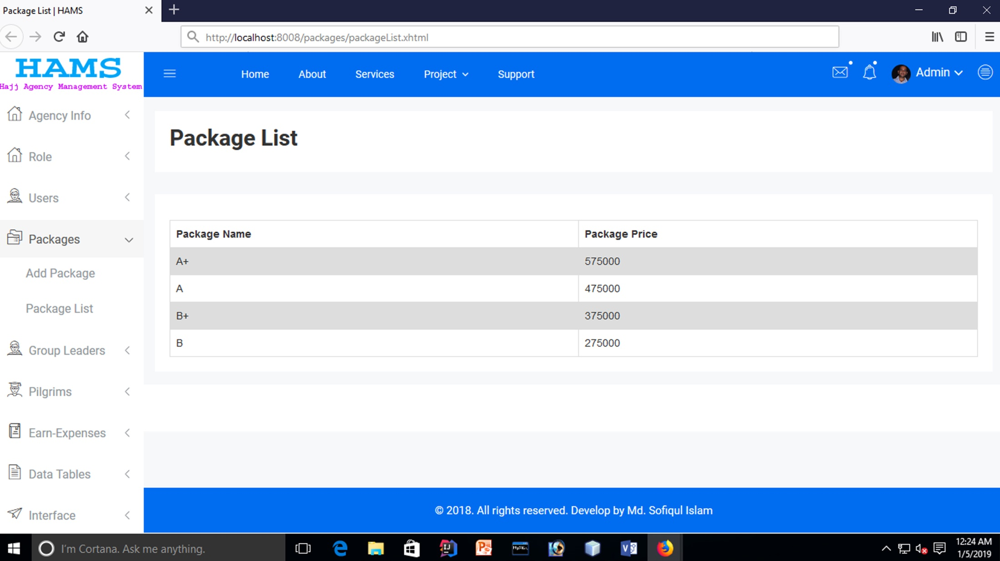 Package List | HAMS
http://localhost:8008/packages/packageList.xhtml
HAMS
Hajj Agency Management System
Home About Services Project Support
Admin
Agency Info
Role
Users
Packages
Add Package
Package List
Group Leaders
Pilgrims
Earn-Expenses
Data Tables
Interface
Package List
Package Name Package Price
A+ 575000
A 475000
B+ 375000
B 275000
© 2018. All rights reserved. Develop by Md. Sofiqul Islam
I'm Cortana. Ask me anything.
12:24 AM
1/5/2019